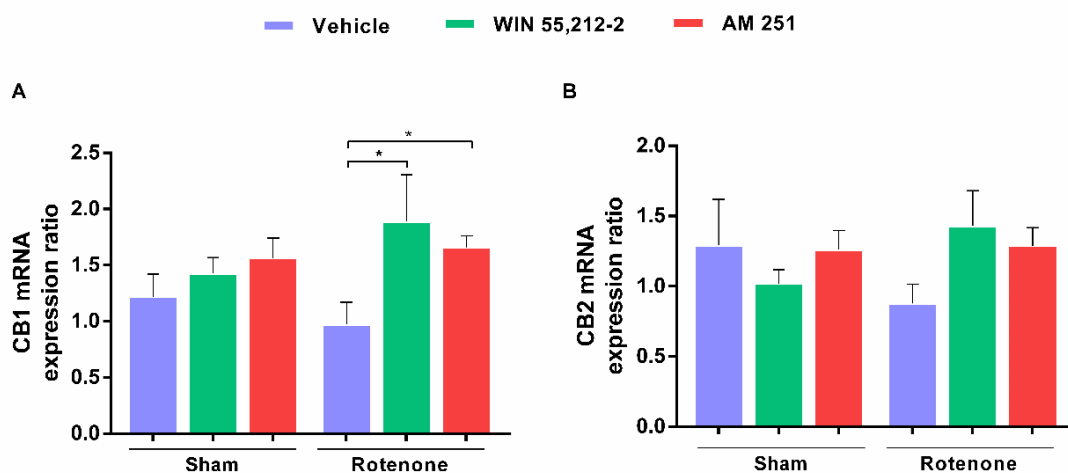 Vehicle WIN 55,212-2 AM 251
A
CB1 mRNA
expression ratio
2.5
2.0
1.5
1.0
0.5
0.0
*
*
Sham Rotenone
B
CB2 mRNA
expression ratio
2.0
1.5
1.0
0.5
0.0
Sham Rotenone